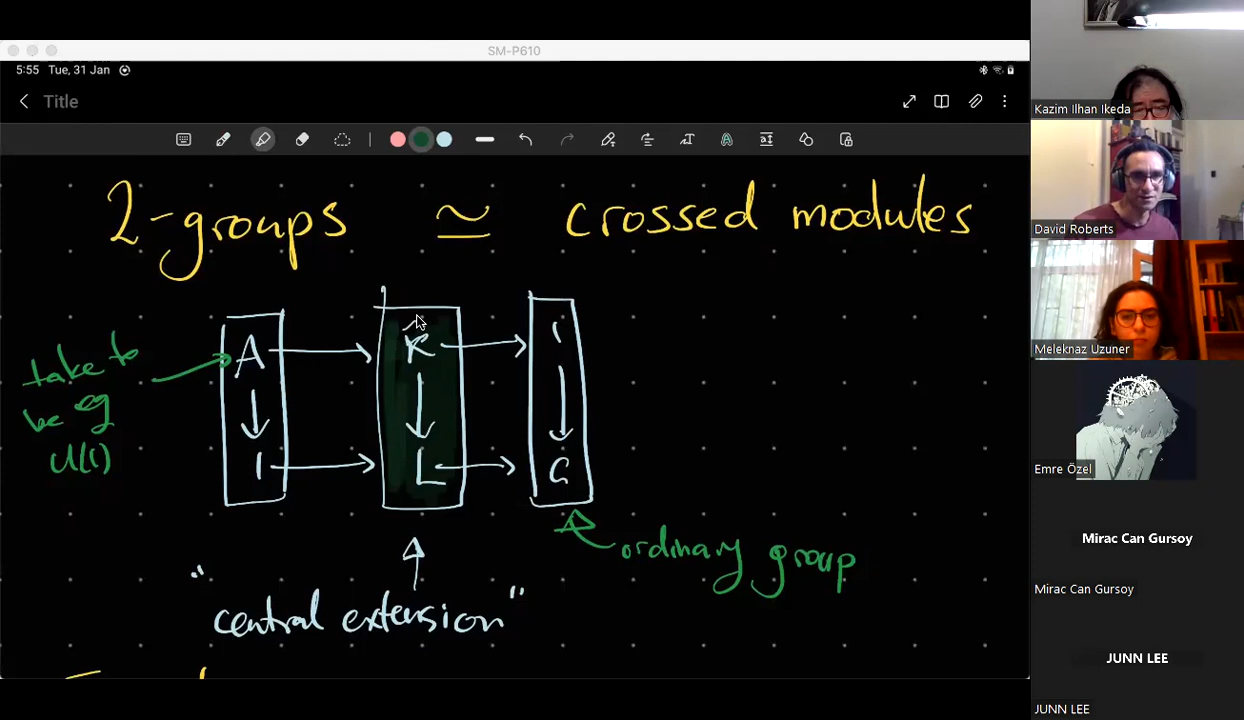 SM-P610
5:55 Tue, 31 Jan
Title
2-groups ≃ crossed modules
A → K̂ → 1
take to
be eg
U(1)
1 → L → G
ordinary group
"central extension"
Kazim Ilhan Ikeda
David Roberts
Meleknaz Uzuner
Emre Özel
Mirac Can Gursoy
Mirac Can Gursoy
JUNN LEE
JUNN LEE